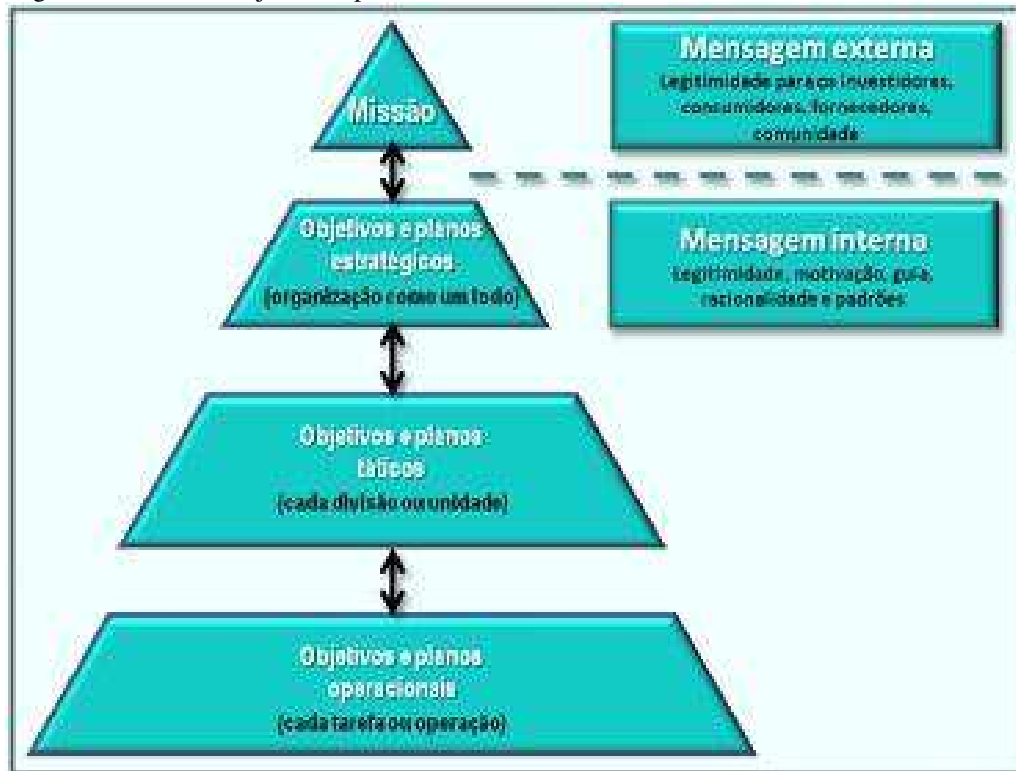 Missão
Mensagem externa
Legitimidade para os investidores,
consumidores, fornecedores,
comunidade
Objetivos e planos
estratégicos
(organização como um todo)
Mensagem interna
Legitimidade, motivação, guia,
racionalidade e padrões
Objetivos e planos
táticos
(cada divisão ou unidade)
Objetivos e planos
operacionais
(cada tarefa ou operação)